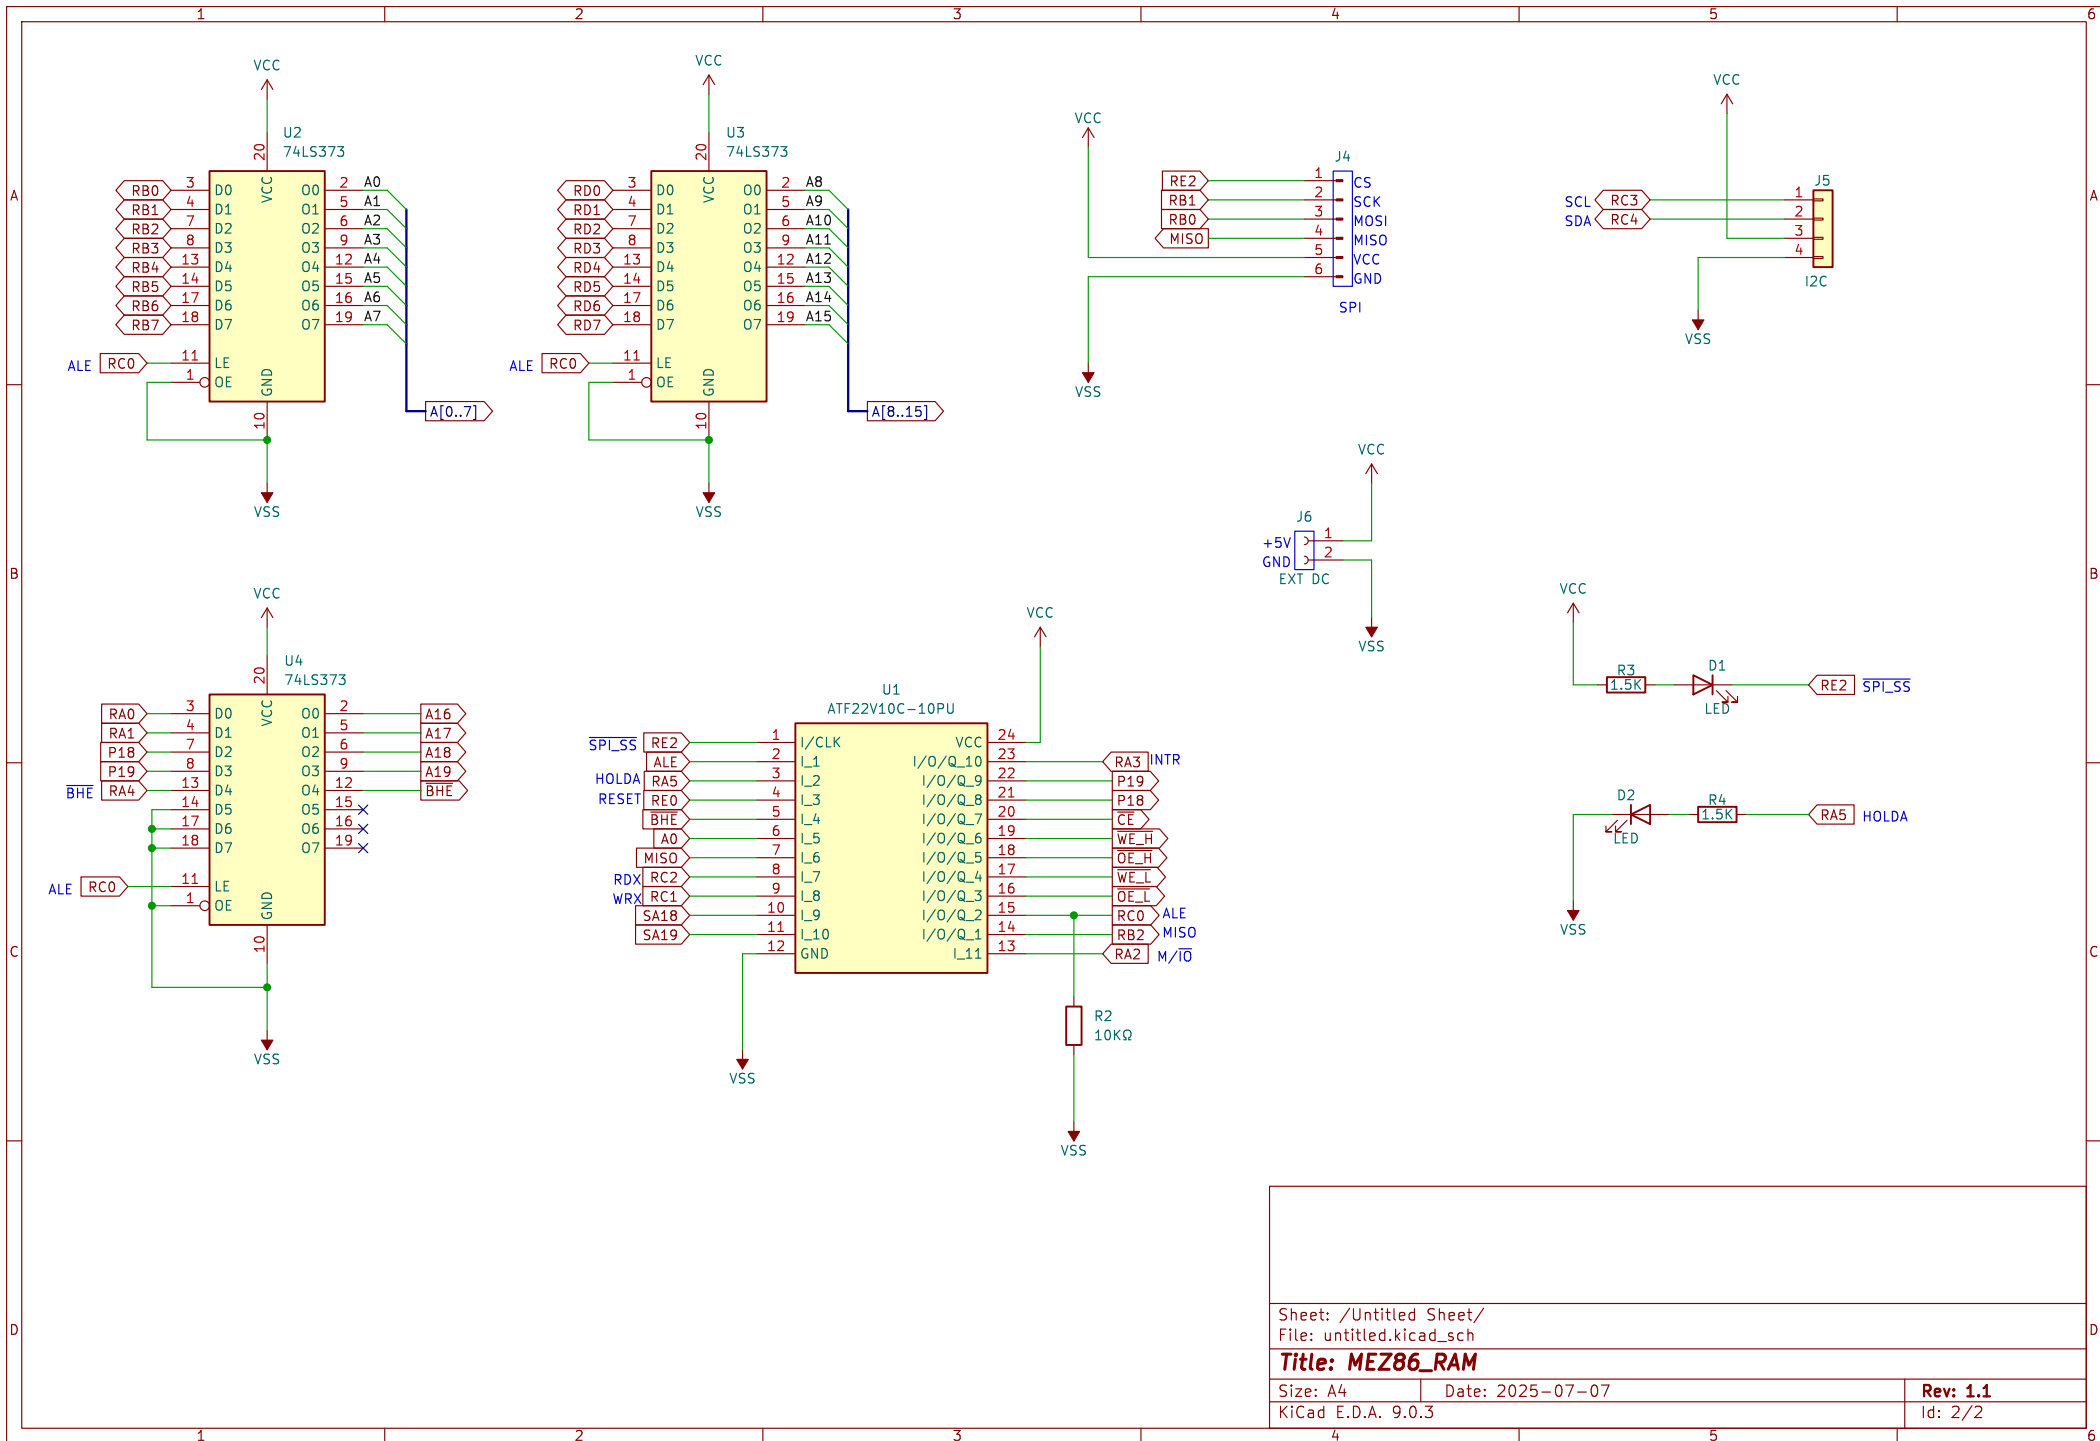 1 2 3 4 5 6
A
B
C
D
VCC
U2
74LS373
20
VCC
RB0 3 D0 O0 2 A0
RB1 4 D1 O1 5 A1
RB2 7 D2 O2 6 A2
RB3 8 D3 O3 9 A3
RB4 13 D4 O4 12 A4
RB5 14 D5 O5 15 A5
RB6 17 D6 O6 16 A6
RB7 18 D7 O7 19 A7
ALE RC0 11 LE
1 OE
GND
10
A[0..7]
VSS
VCC
U3
74LS373
20
VCC
RD0 3 D0 O0 2 A8
RD1 4 D1 O1 5 A9
RD2 7 D2 O2 6 A10
RD3 8 D3 O3 9 A11
RD4 13 D4 O4 12 A12
RD5 14 D5 O5 15 A13
RD6 17 D6 O6 16 A14
RD7 18 D7 O7 19 A15
ALE RC0 11 LE
1 OE
GND
10
A[8..15]
VSS
VCC
J4
RE2 1 CS
RB1 2 SCK
RB0 3 MOSI
MISO 4 MISO
5 VCC
6 GND
SPI
VSS
VCC
J5
SCL RC3 1
SDA RC4 2
3
4
I2C
VSS
VCC
J6
+5V 1
GND 2
EXT DC
VSS
VCC
U4
74LS373
20
VCC
RA0 3 D0 O0 2 A16
RA1 4 D1 O1 5 A17
P18 7 D2 O2 6 A18
P19 8 D3 O3 9 A19
BHE RA4 13 D4 O4 12 BHE
14 D5 O5 15
17 D6 O6 16
18 D7 O7 19
ALE RC0 11 LE
1 OE
GND
10
VSS
VCC
U1
ATF22V10C-10PU
SPI_SS RE2 1 I/CLK VCC 24
ALE 2 I_1 I/O/Q_10 23 RA3 INTR
HOLDA RA5 3 I_2 I/O/Q_9 22 P19
RESET RE0 4 I_3 I/O/Q_8 21 P18
BHE 5 I_4 I/O/Q_7 20 CE
A0 6 I_5 I/O/Q_6 19 WE_H
MISO 7 I_6 I/O/Q_5 18 OE_H
RDX RC2 8 I_7 I/O/Q_4 17 WE_L
WRX RC1 9 I_8 I/O/Q_3 16 OE_L
SA18 10 I_9 I/O/Q_2 15 RC0 ALE
SA19 11 I_10 I/O/Q_1 14 RB2 MISO
12 GND I_11 13 RA2 M/IO
R2
10KΩ
VSS
VSS
VCC
R3
1.5K
D1
LED
RE2 SPI_SS
D2
LED
R4
1.5K
RA5 HOLDA
VSS
Sheet: /Untitled Sheet/
File: untitled.kicad_sch
Title: MEZ86_RAM
Size: A4 Date: 2025-07-07 Rev: 1.1
KiCad E.D.A. 9.0.3 Id: 2/2
A
B
C
D
1 2 3 4 5 6